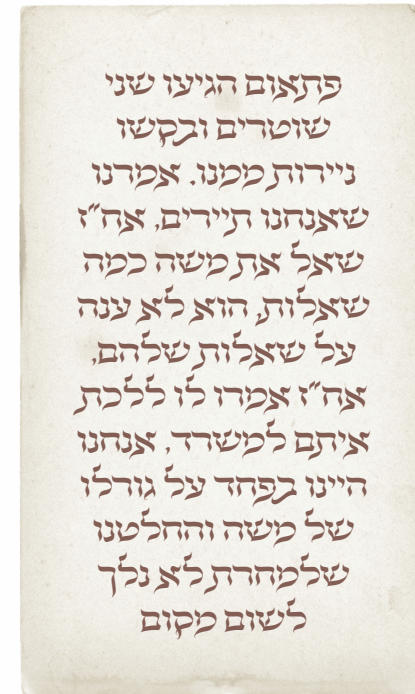 פתאום הגיעו שני
שוטרים ובקשו
ניירות ממנו. אמרנו
שאנחנו תיירים, אח״ז
שאל את משה כמה
שאלות, הוא לא ענה
על שאלות שלהם,
אח״ז אמרו לו ללכת
איתם למשרד, אנחנו
היינו בפחד על גורלו
של משה והחלטנו
שלמחרת לא נלך
לשום מקום